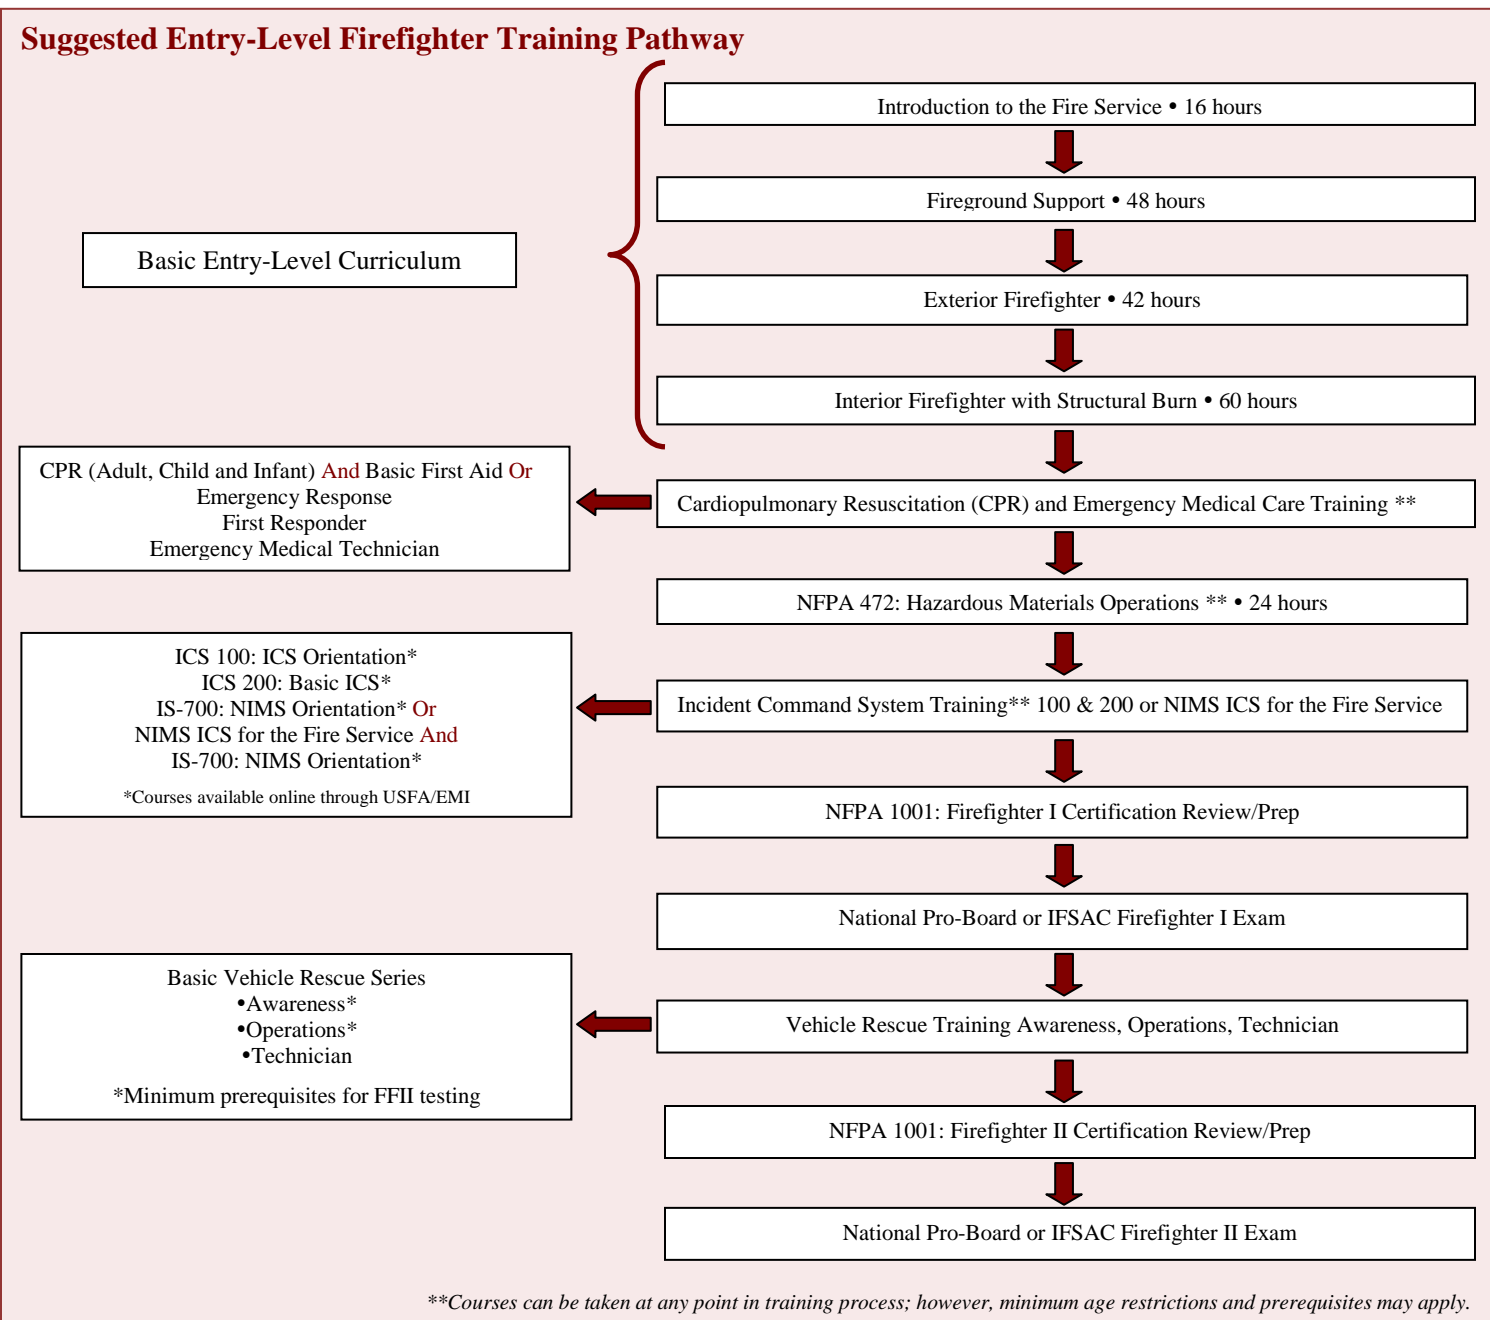 Suggested Entry-Level Firefighter Training Pathway
Introduction to the Fire Service • 16 hours
Fireground Support • 48 hours
Basic Entry-Level Curriculum
Exterior Firefighter • 42 hours
Interior Firefighter with Structural Burn • 60 hours
CPR (Adult, Child and Infant) And Basic First Aid Or
Emergency Response
First Responder
Emergency Medical Technician
Cardiopulmonary Resuscitation (CPR) and Emergency Medical Care Training **
NFPA 472: Hazardous Materials Operations ** • 24 hours
ICS 100: ICS Orientation*
ICS 200: Basic ICS*
IS-700: NIMS Orientation* Or
NIMS ICS for the Fire Service And
IS-700: NIMS Orientation*
*Courses available online through USFA/EMI
Incident Command System Training** 100 & 200 or NIMS ICS for the Fire Service
NFPA 1001: Firefighter I Certification Review/Prep
National Pro-Board or IFSAC Firefighter I Exam
Basic Vehicle Rescue Series
•Awareness*
•Operations*
•Technician
*Minimum prerequisites for FFII testing
Vehicle Rescue Training Awareness, Operations, Technician
NFPA 1001: Firefighter II Certification Review/Prep
National Pro-Board or IFSAC Firefighter II Exam
**Courses can be taken at any point in training process; however, minimum age restrictions and prerequisites may apply.